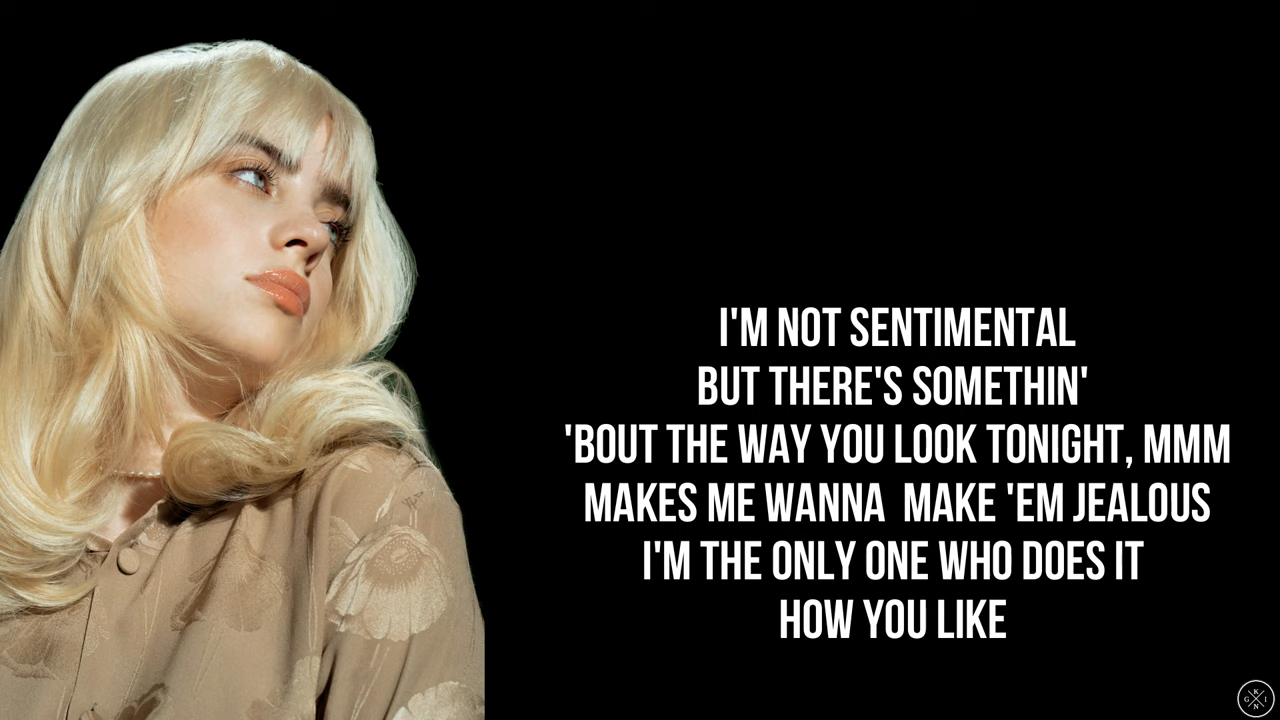 I'M NOT SENTIMENTAL
BUT THERE'S SOMETHIN'
'BOUT THE WAY YOU LOOK TONIGHT, MMM
MAKES ME WANNA  MAKE 'EM JEALOUS
I'M THE ONLY ONE WHO DOES IT
HOW YOU LIKE
K
G I
N